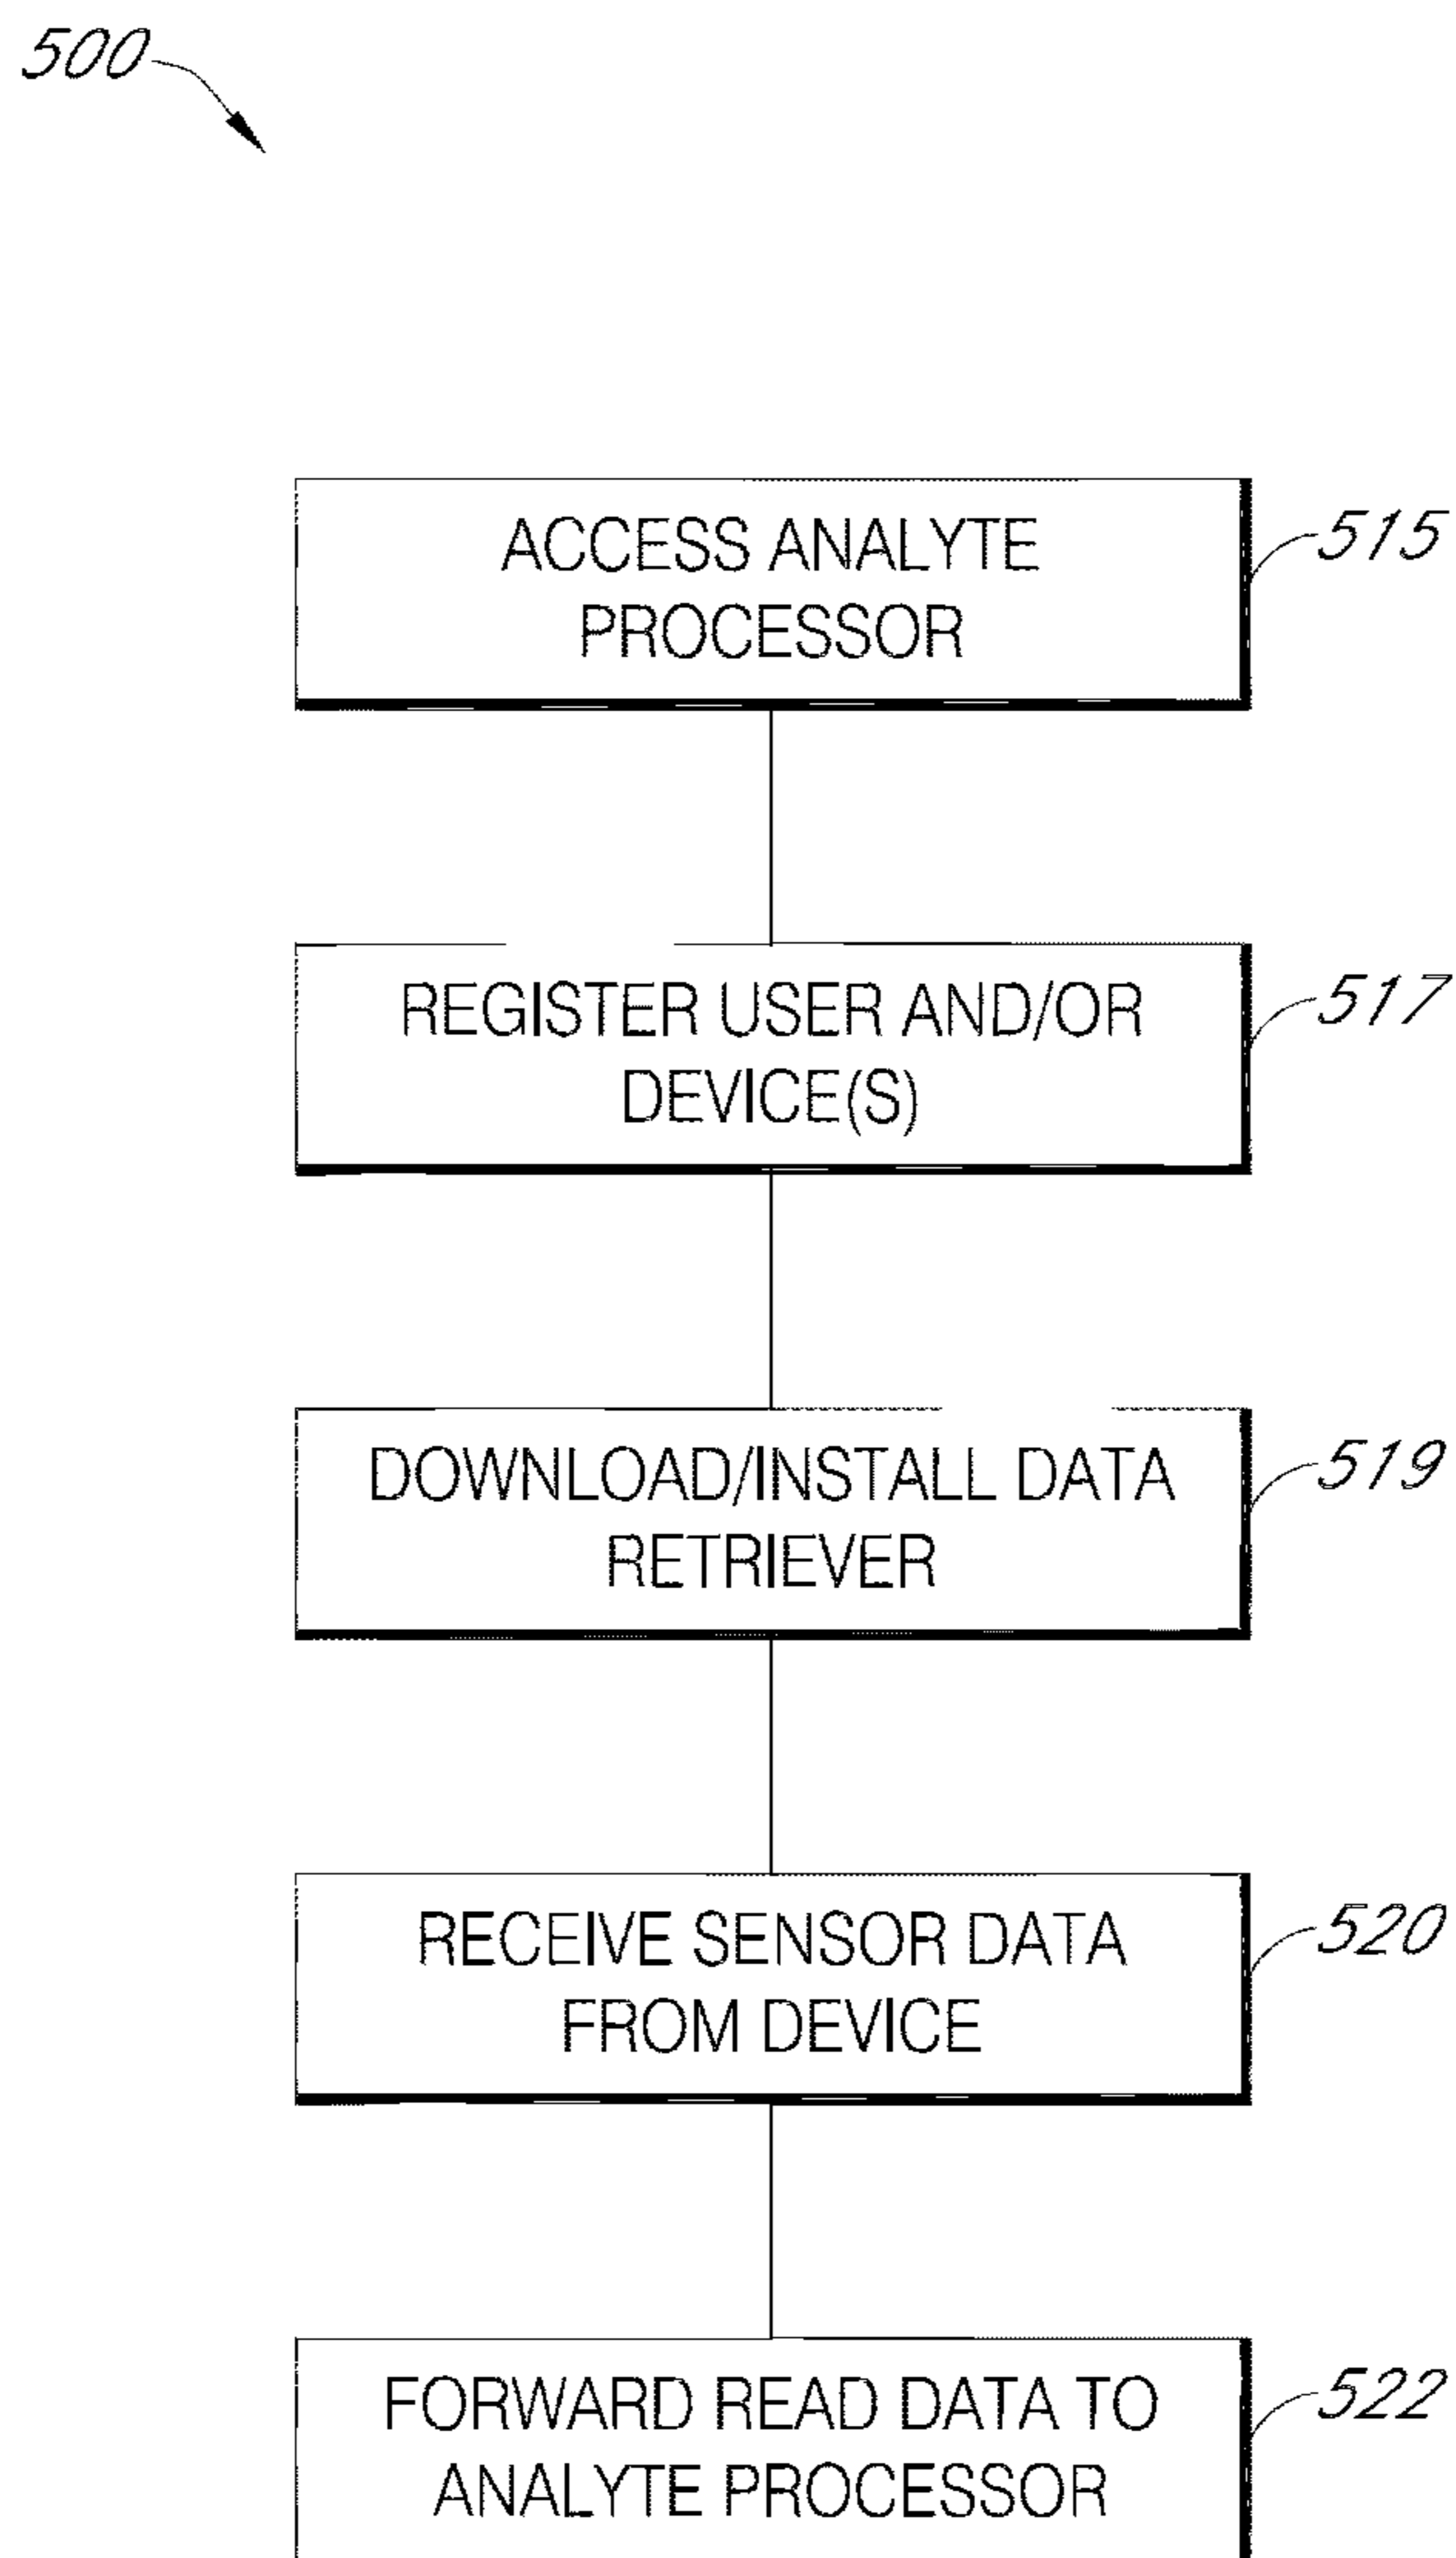 500
ACCESS ANALYTE
PROCESSOR
515
REGISTER USER AND/OR
DEVICE(S)
517
DOWNLOAD/INSTALL DATA
RETRIEVER
519
RECEIVE SENSOR DATA
FROM DEVICE
520
FORWARD READ DATA TO
ANALYTE PROCESSOR
522